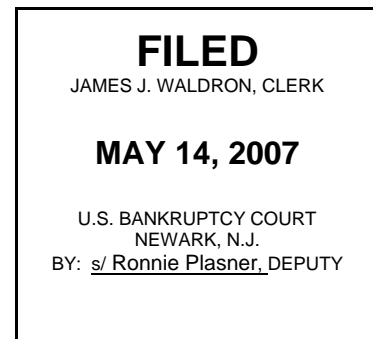 FILED
JAMES J. WALDRON, CLERK
MAY 14, 2007
U.S. BANKRUPTCY COURT
NEWARK, N.J.
BY: s/ Ronnie Plasner, DEPUTY